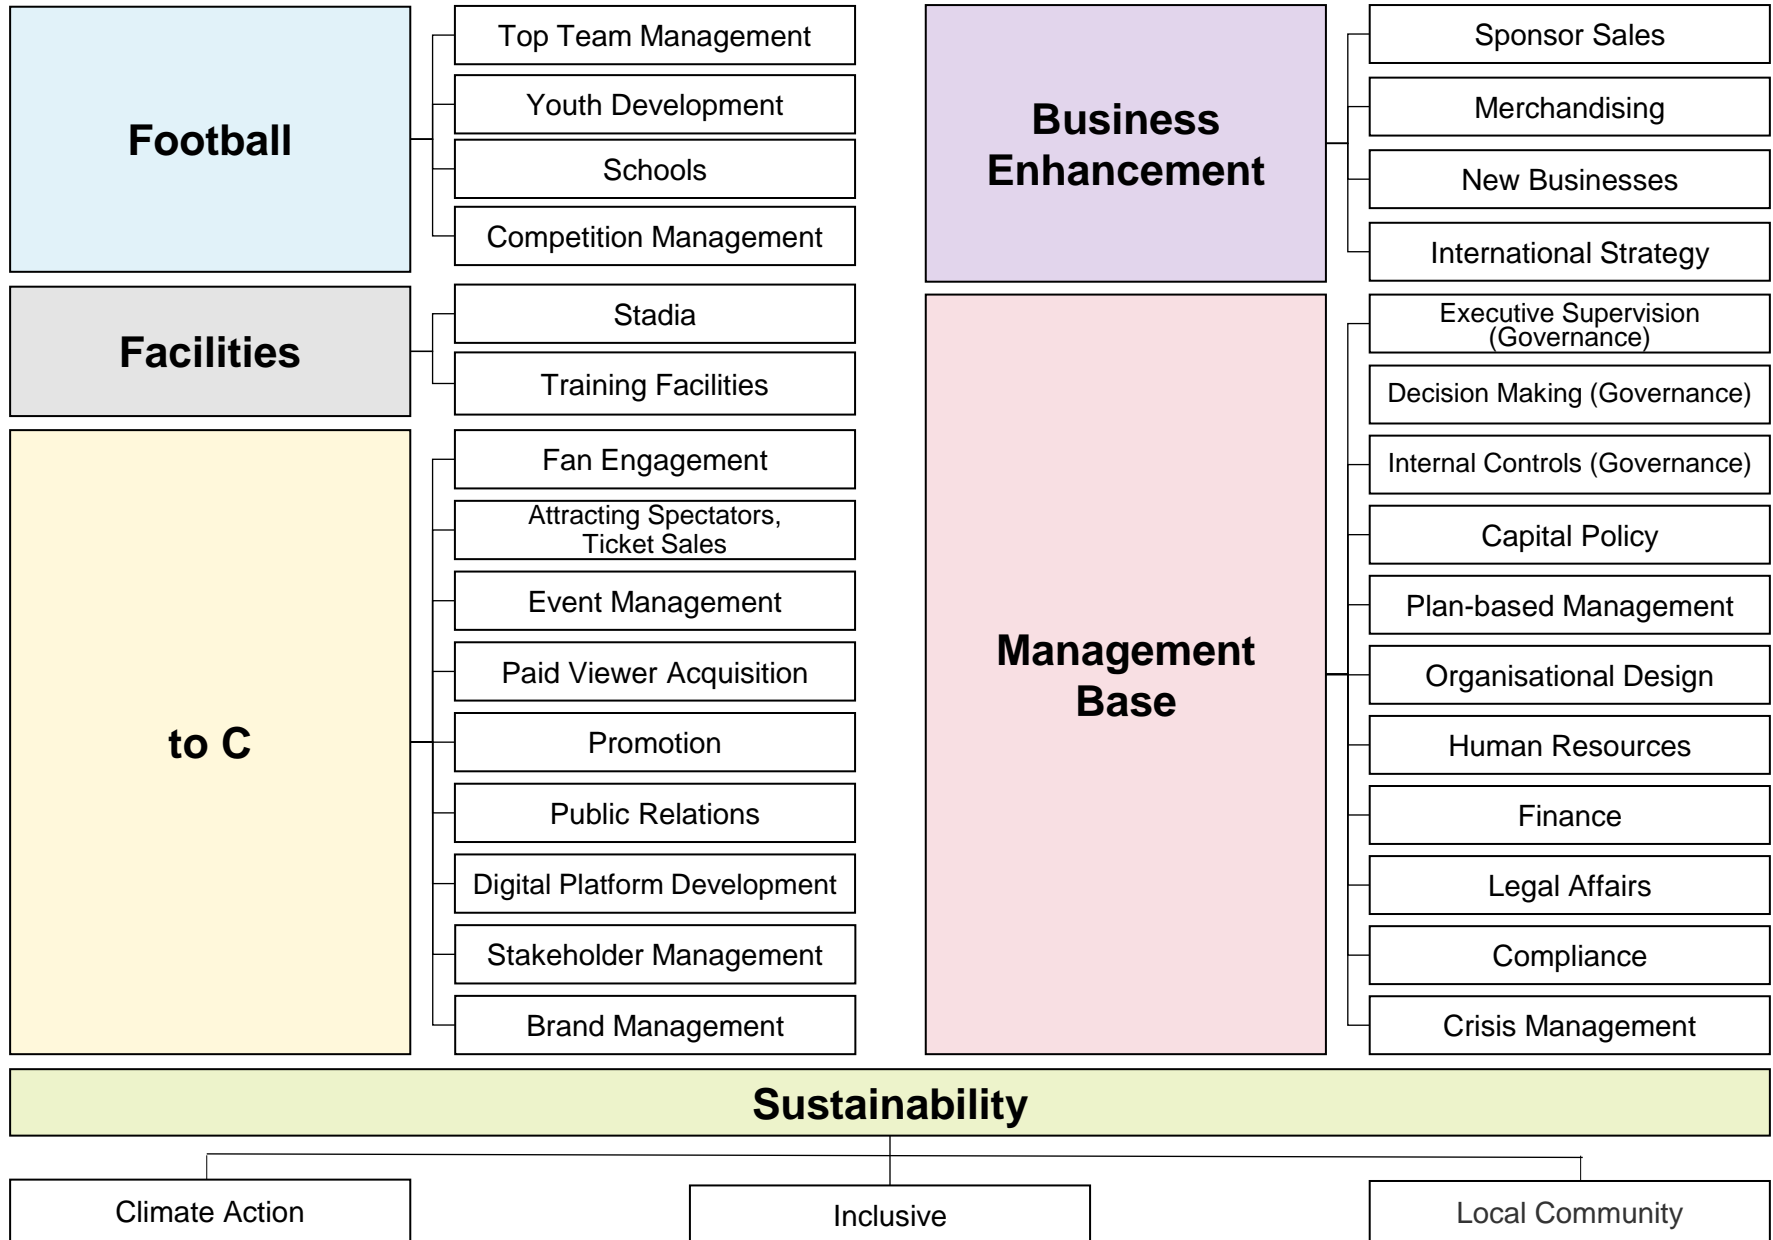 Football
Top Team Management
Youth Development
Schools
Competition Management
Facilities
Stadia
Training Facilities
to C
Fan Engagement
Attracting Spectators,
Ticket Sales
Event Management
Paid Viewer Acquisition
Promotion
Public Relations
Digital Platform Development
Stakeholder Management
Brand Management
Business
Enhancement
Sponsor Sales
Merchandising
New Businesses
International Strategy
Management
Base
Executive Supervision
(Governance)
Decision Making (Governance)
Internal Controls (Governance)
Capital Policy
Plan-based Management
Organisational Design
Human Resources
Finance
Legal Affairs
Compliance
Crisis Management
Sustainability
Climate Action
Inclusive
Local Community